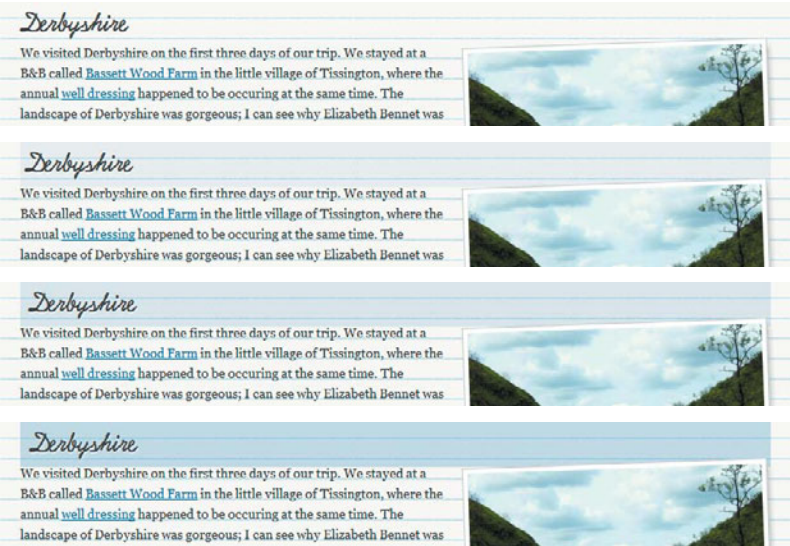 Derbyshire
We visited Derbyshire on the first three days of our trip. We stayed at a
B&B called Bassett Wood Farm in the little village of Tissington, where the
annual well dressing happened to be occuring at the same time. The
landscape of Derbyshire was gorgeous; I can see why Elizabeth Bennet was
Derbyshire
We visited Derbyshire on the first three days of our trip. We stayed at a
B&B called Bassett Wood Farm in the little village of Tissington, where the
annual well dressing happened to be occuring at the same time. The
landscape of Derbyshire was gorgeous; I can see why Elizabeth Bennet was
Derbyshire
We visited Derbyshire on the first three days of our trip. We stayed at a
B&B called Bassett Wood Farm in the little village of Tissington, where the
annual well dressing happened to be occuring at the same time. The
landscape of Derbyshire was gorgeous; I can see why Elizabeth Bennet was
Derbyshire
We visited Derbyshire on the first three days of our trip. We stayed at a
B&B called Bassett Wood Farm in the little village of Tissington, where the
annual well dressing happened to be occuring at the same time. The
landscape of Derbyshire was gorgeous; I can see why Elizabeth Bennet was